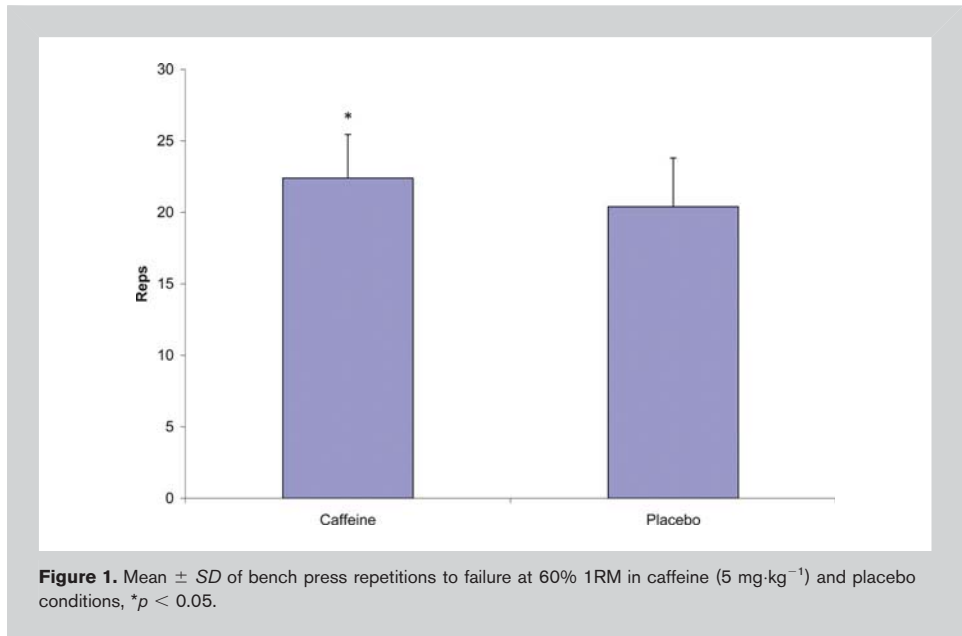 30
25
20
15
10
5
0
Reps
*
Caffeine
Placebo
Figure 1. Mean ± SD of bench press repetitions to failure at 60% 1RM in caffeine (5 mg·kg⁻¹) and placebo
conditions, *p < 0.05.